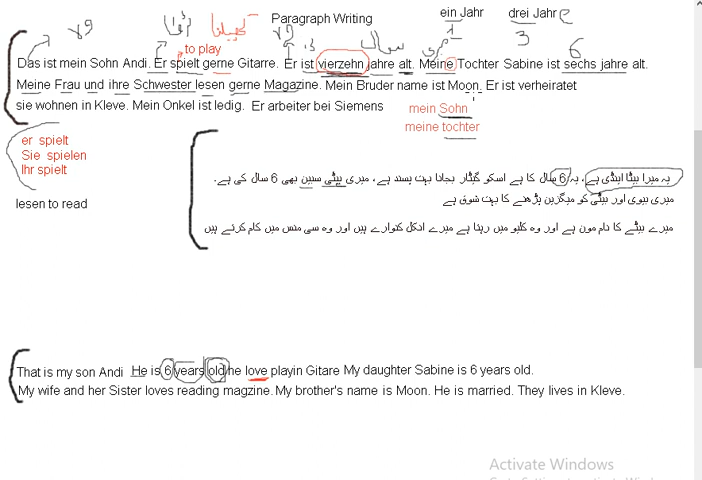 ein Jahr drei Jahr e
Paragraph Writing
وہ کھیلنا وہ
to play
1 3
سال 6
Das ist mein Sohn Andi. Er spielt gerne Gitarre. Er ist vierzehn jahre alt. Meine Tochter Sabine ist sechs jahre alt.
Meine Frau und ihre Schwester lesen gerne Magazine. Mein Bruder name ist Moon. Er ist verheiratet
sie wohnen in Kleve. Mein Onkel ist ledig. Er arbeiter bei Siemens
mein Sohn
meine tochter
er spielt
Sie spielen
Ihr spielt
lesen to read
یہ میرا بیٹا اینڈی ہے، یہ 6 سال کا ہے اسکو گیٹار بجانا بہت پسند ہے، میری بیٹی سبین بھی 6 سال کی ہے.
میری بیوی اور بیٹی کو میگزین پڑھنے کا بہت شوق ہے
میرے بیٹے کا نام مون ہے اور وہ کلیو میں رہتا ہے میرے انکل کنوارے ہیں اور وہ سی منس میں کام کرتے ہیں
That is my son Andi He is 6 years old he love playin Gitare My daughter Sabine is 6 years old.
My wife and her Sister loves reading magzine. My brother's name is Moon. He is married. They lives in Kleve.
Activate Windows